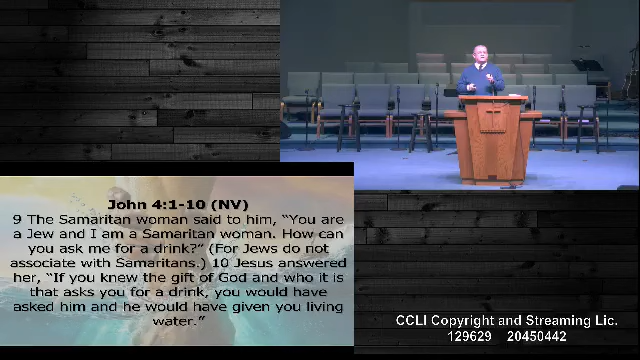 John 4:1-10 (NV)
9 The Samaritan woman said to him, “You are
a Jew and I am a Samaritan woman. How can
you ask me for a drink?” (For Jews do not
associate with Samaritans.) 10 Jesus answered
her, “If you knew the gift of God and who it is
that asks you for a drink, you would have
asked him and he would have given you living
water.”
CCLI Copyright and Streaming Lic.
129629 20450442